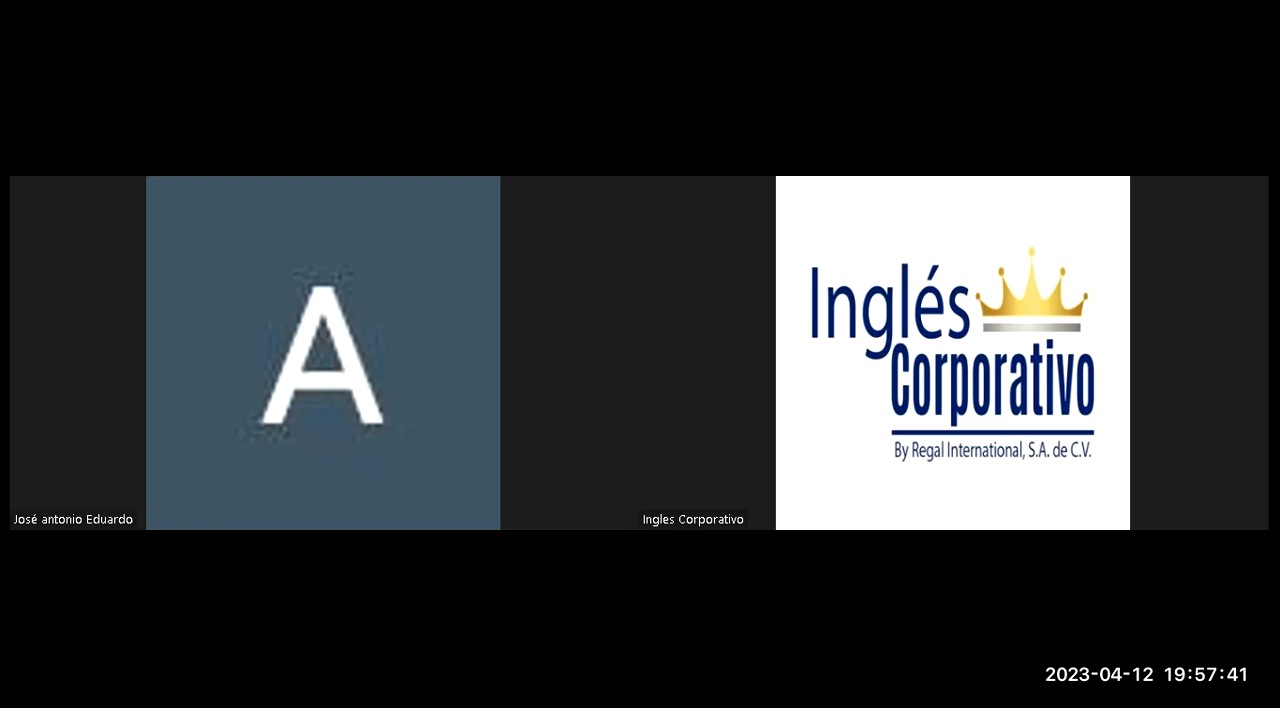 A
Inglés
Corporativo
By Regal International, S.A. de C.V.
José antonio Eduardo
Ingles Corporativo
2023-04-12 19:57:41